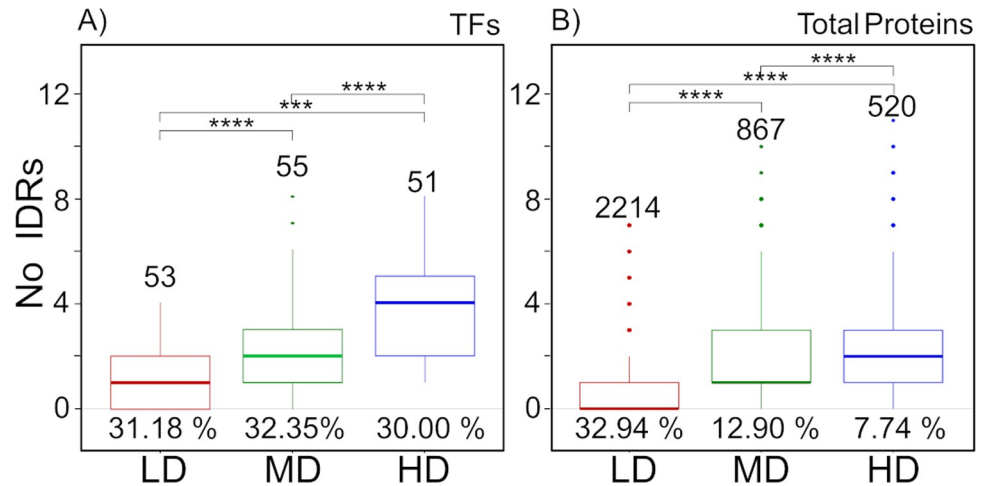 A) TFs
B) Total Proteins
No IDRs
12
8
4
0
****
***
****
53
55
51
31.18 %
32.35%
30.00 %
LD
MD
HD
12
8
4
0
****
****
****
2214
867
520
32.94 %
12.90 %
7.74 %
LD
MD
HD